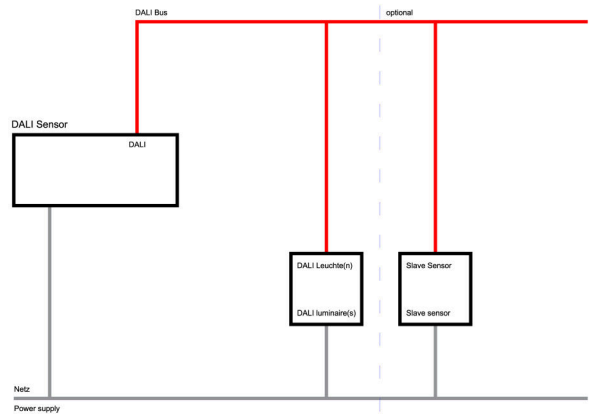 DALI Bus
optional
DALI Sensor
DALI
DALI Leuchte(n)
DALI luminaire(s)
Slave Sensor
Slave sensor
Netz
Power supply